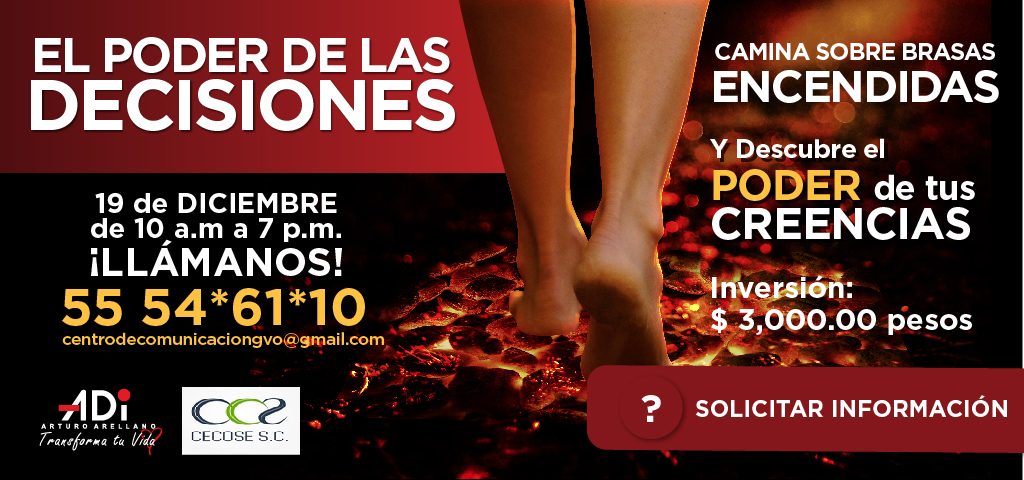 EL PODER DE LAS
DECISIONES
19 de DICIEMBRE
de 10 a.m a 7 p.m.
¡LLÁMANOS!
55 54*61*10
centrodecomunicaciongvo@gmail.com
ADi
ARTURO ARELLANO
Transforma tu Vida
CCS
CECOSE S.C.
CAMINA SOBRE BRASAS
ENCENDIDAS
Y Descubre el
PODER de tus
CREENCIAS
Inversión:
$ 3,000.00 pesos
? SOLICITAR INFORMACIÓN